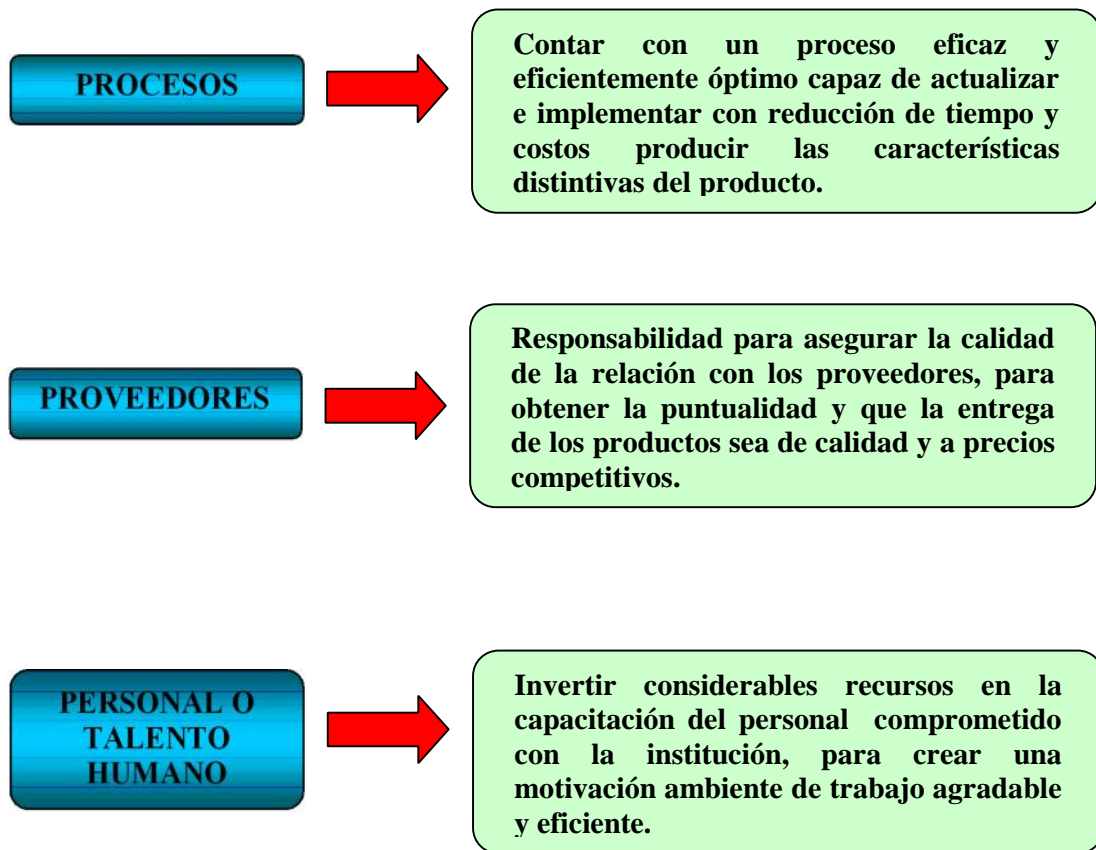 PROCESOS
Contar con un proceso eficaz y
eficientemente óptimo capaz de actualizar
e implementar con reducción de tiempo y
costos producir las características
distintivas del producto.
PROVEEDORES
Responsabilidad para asegurar la calidad
de la relación con los proveedores, para
obtener la puntualidad y que la entrega
de los productos sea de calidad y a precios
competitivos.
PERSONAL O
TALENTO
HUMANO
Invertir considerables recursos en la
capacitación del personal comprometido
con la institución, para crear una
motivación ambiente de trabajo agradable
y eficiente.